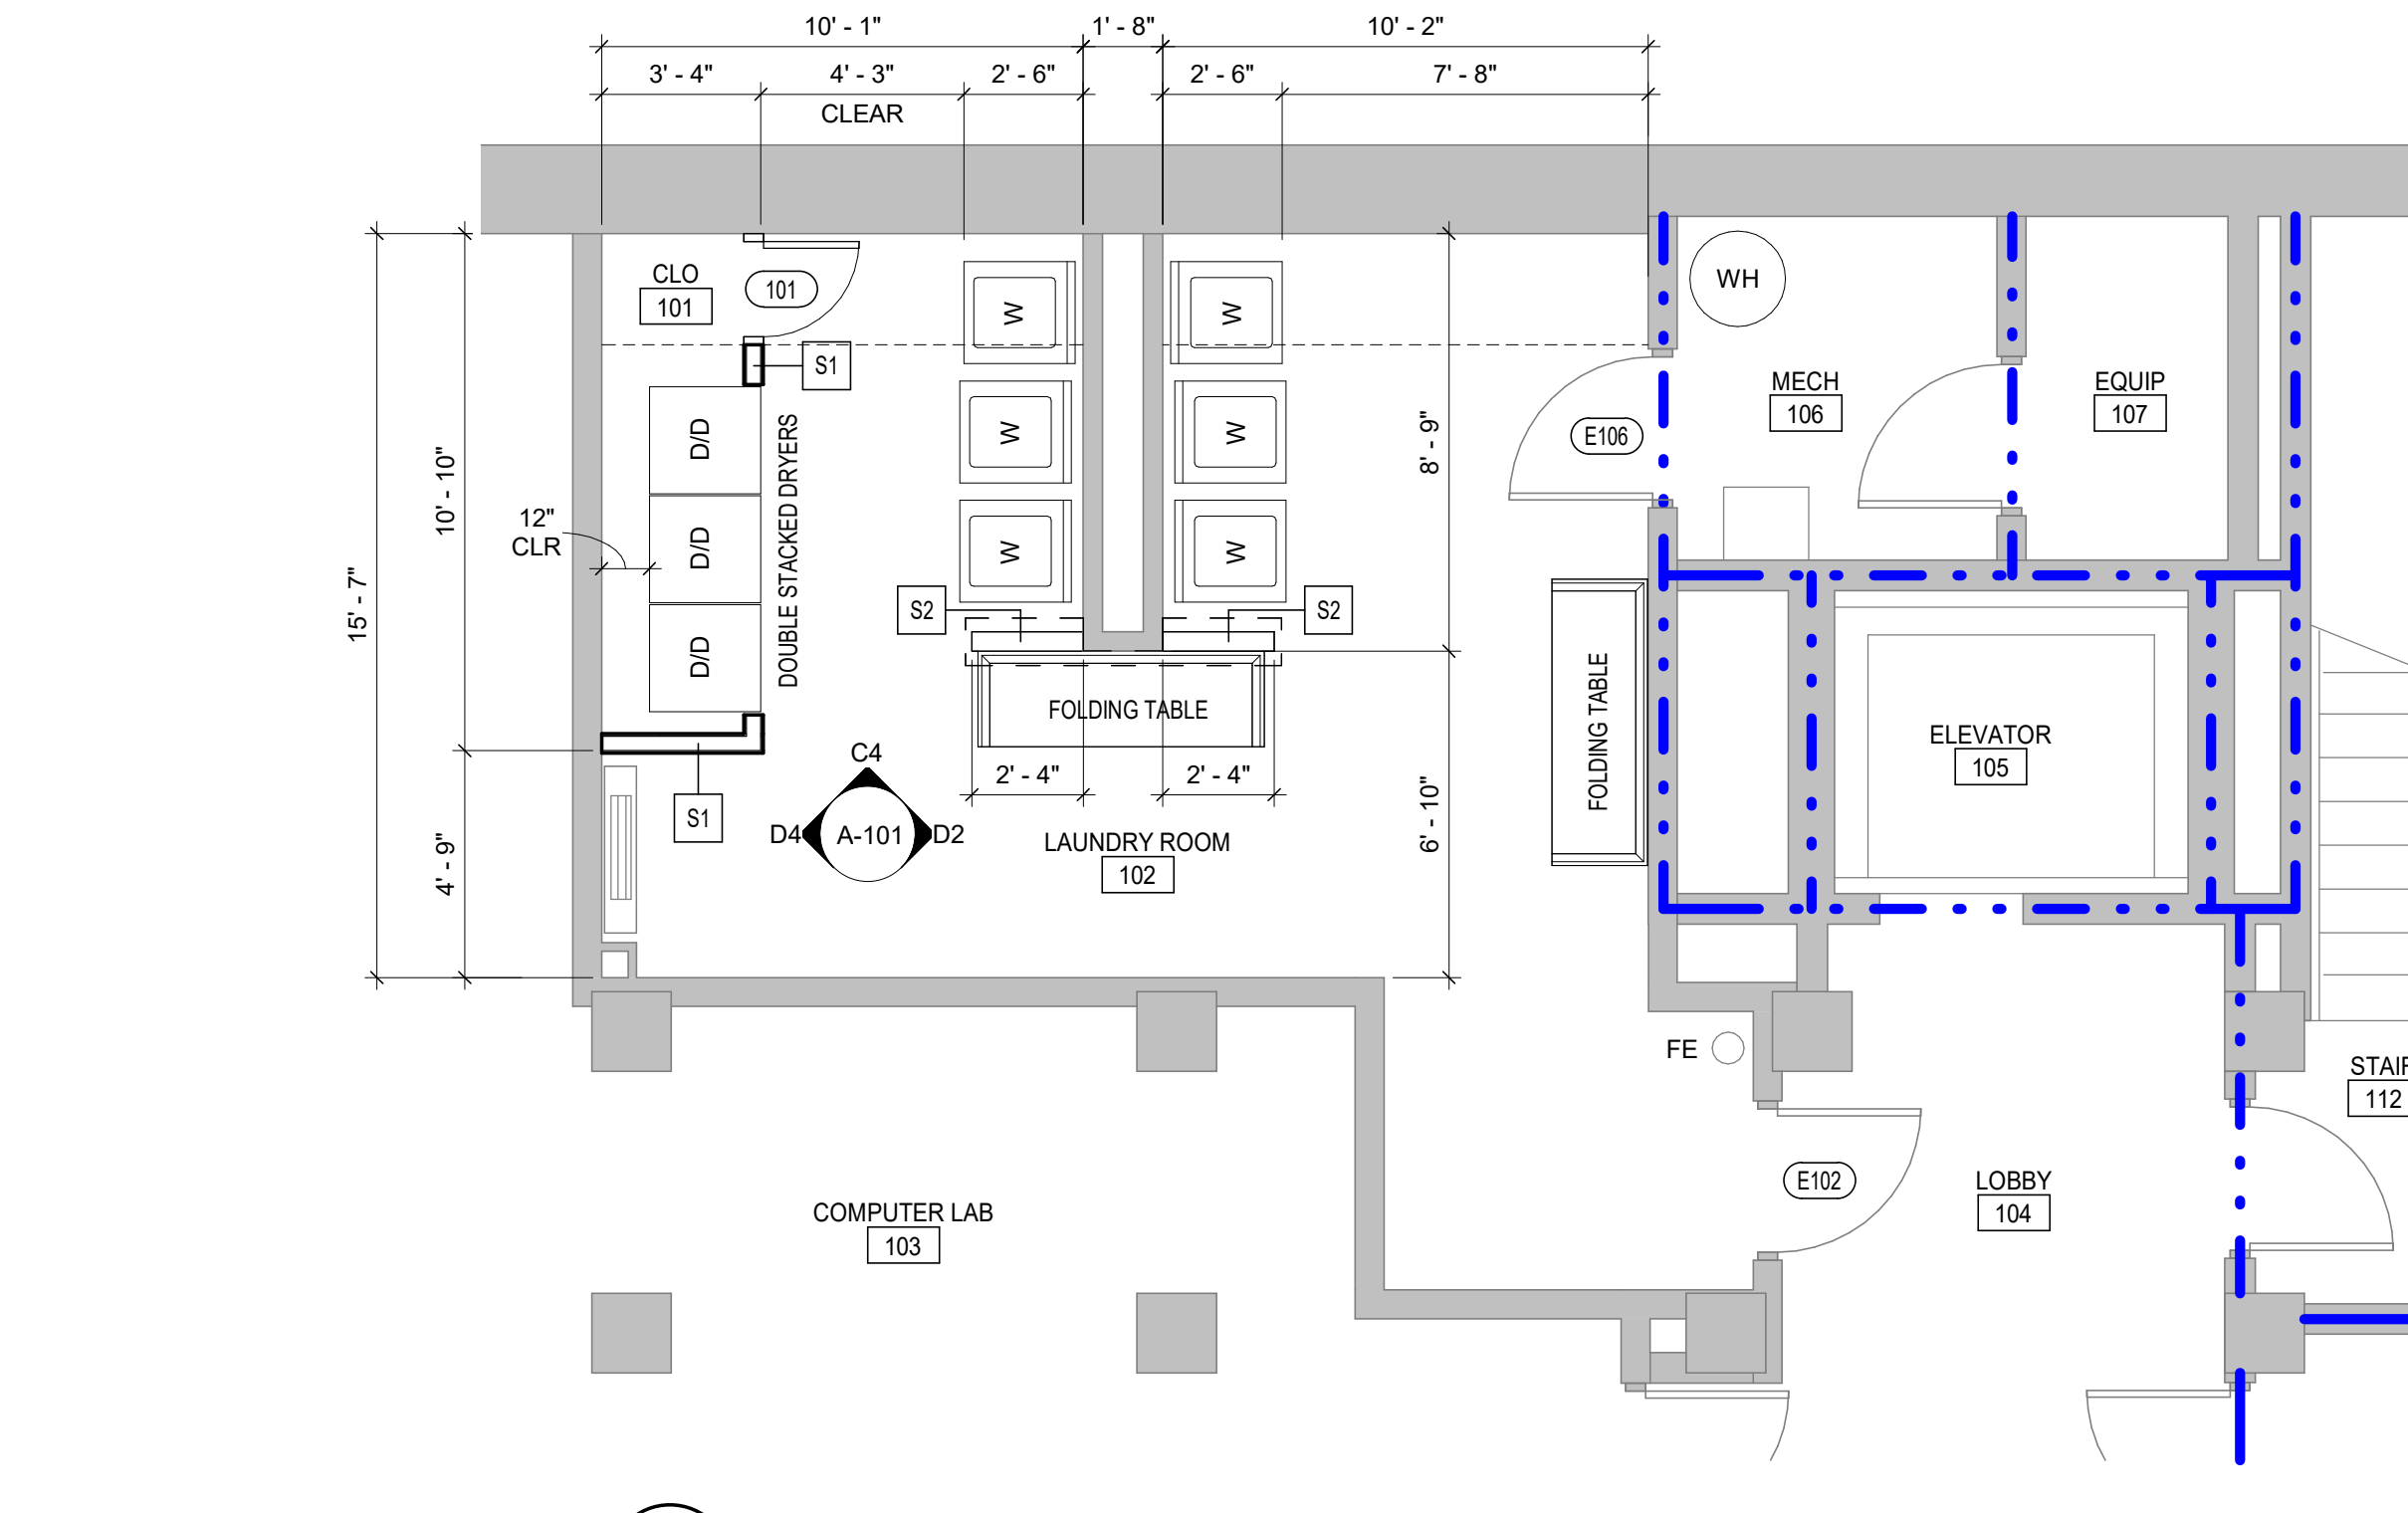 10' - 1"
1' - 8"
10' - 2"
3' - 4"
4' - 3"
2' - 6"
2' - 6"
7' - 8"
CLEAR
CLO
101
101
W
W
WH
S1
MECH
106
EQUIP
107
10' - 10"
D/D
W
W
8' - 9"
E106
12"
CLR
D/D
DOUBLE STACKED DRYERS
W
W
15' - 7"
S2
S2
D/D
FOLDING TABLE
FOLDING TABLE
ELEVATOR
105
C4
2' - 4"
2' - 4"
S1
D4
A-101
D2
LAUNDRY ROOM
102
4' - 9"
6' - 10"
FE
STAIR
112
E102
LOBBY
104
COMPUTER LAB
103